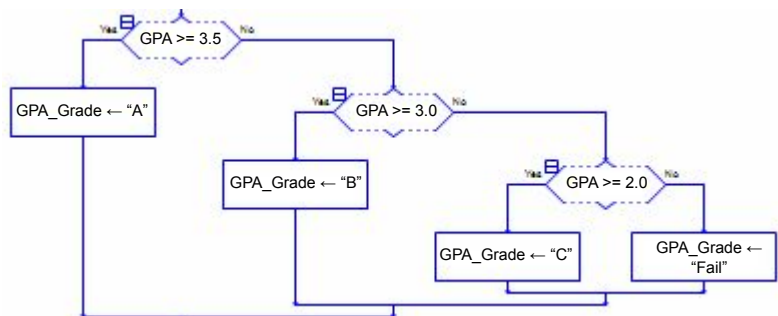 Yes
GPA >= 3.5
No
GPA_Grade ← “A”
Yes
GPA >= 3.0
No
GPA_Grade ← “B”
Yes
GPA >= 2.0
No
GPA_Grade ← “C”
GPA_Grade ←
“Fail”